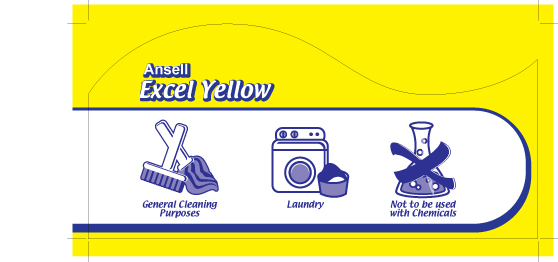 Ansell
Excel Yellow
General Cleaning
Purposes
Laundry
Not to be used
with Chemicals